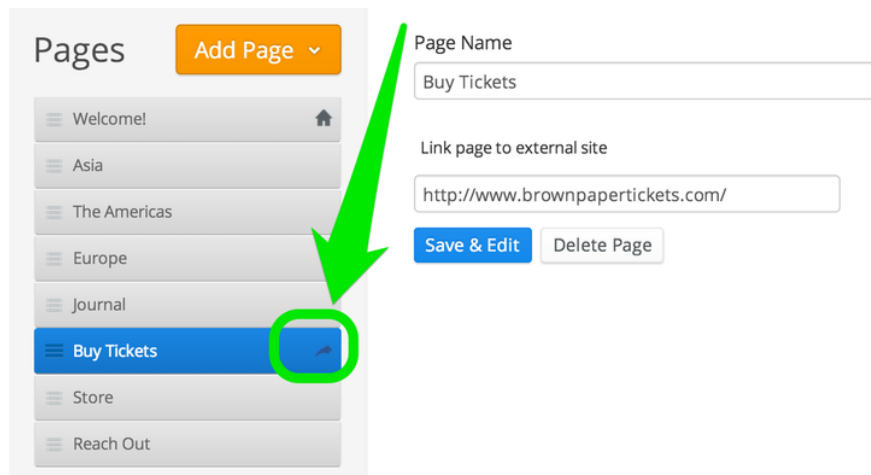 Pages
Add Page
Welcome!
Asia
The Americas
Europe
Journal
Buy Tickets
Store
Reach Out
Page Name
Buy Tickets
Link page to external site
http://www.brownpapertickets.com/
Save & Edit
Delete Page